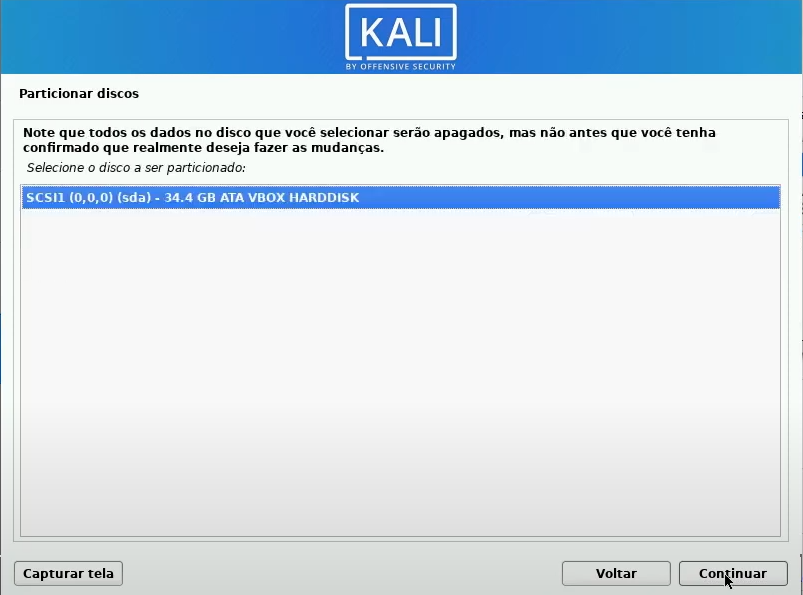 KALI
BY OFFENSIVE SECURITY
Particionar discos
Note que todos os dados no disco que você selecionar serão apagados, mas não antes que você tenha
confirmado que realmente deseja fazer as mudanças.
Selecione o disco a ser particionado:
SCSI1 (0,0,0) (sda) - 34.4 GB ATA VBOX HARDDISK
Capturar tela
Voltar
Continuar